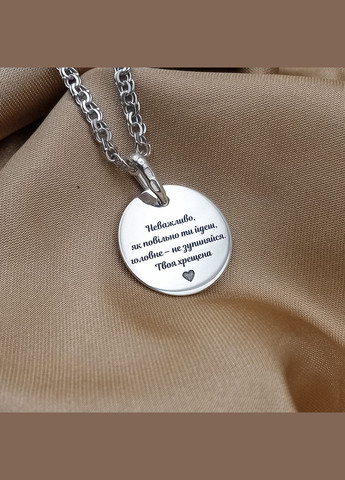 Неважливо,
як повільно ти йдеш,
головне – не зупиняйся.
Твоя хрещена